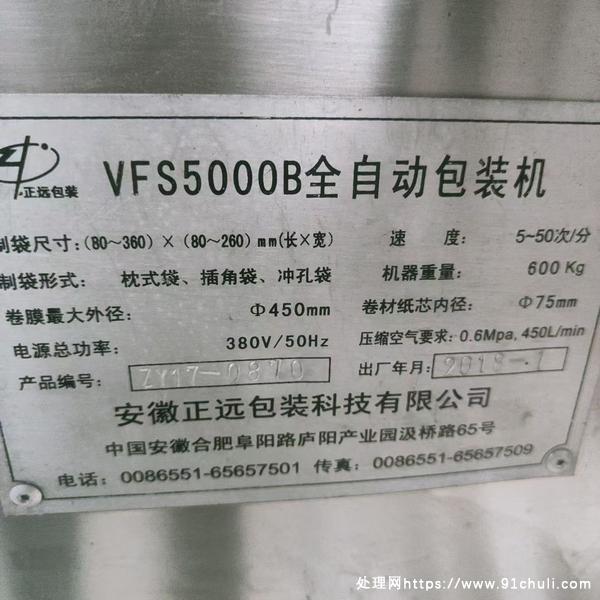 正远包装
VFS5000B全自动包装机
制袋尺寸:(80~360)×(80~260)mm(长×宽) 速 度: 5~50次/分
制袋形式: 枕式袋、插角袋、冲孔袋 机器重量: 600 Kg
卷膜最大外径: Φ450mm 卷材纸芯内径: Φ75mm
电源总功率: 380V/50Hz 压缩空气要求: 0.6Mpa, 450L/min
产品编号: ZY17-0870 出厂年月: 2018.1
安徽正远包装科技有限公司
中国安徽合肥阜阳路庐阳产业园汲桥路65号
电话: 0086551-65657501 传真: 0086551-65657509
处理网https://www.91chuli.com